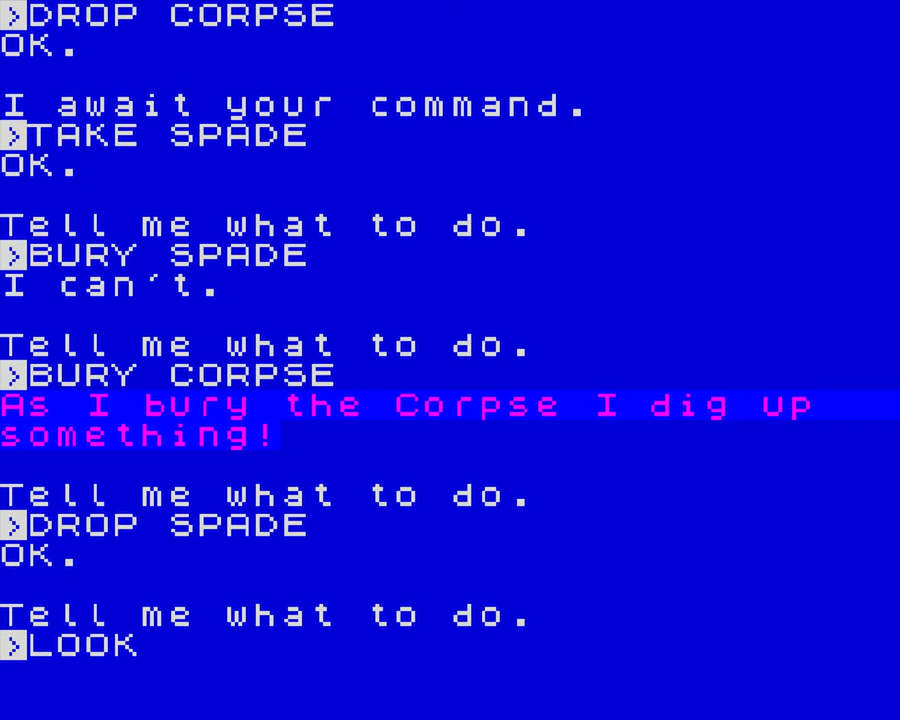 >DROP CORPSE
OK.
I await your command.
>TAKE SPADE
OK.
Tell me what to do.
>BURY SPADE
I can't.
Tell me what to do.
>BURY CORPSE
As I bury the Corpse I dig up
something!
Tell me what to do.
>DROP SPADE
OK.
Tell me what to do.
>LOOK